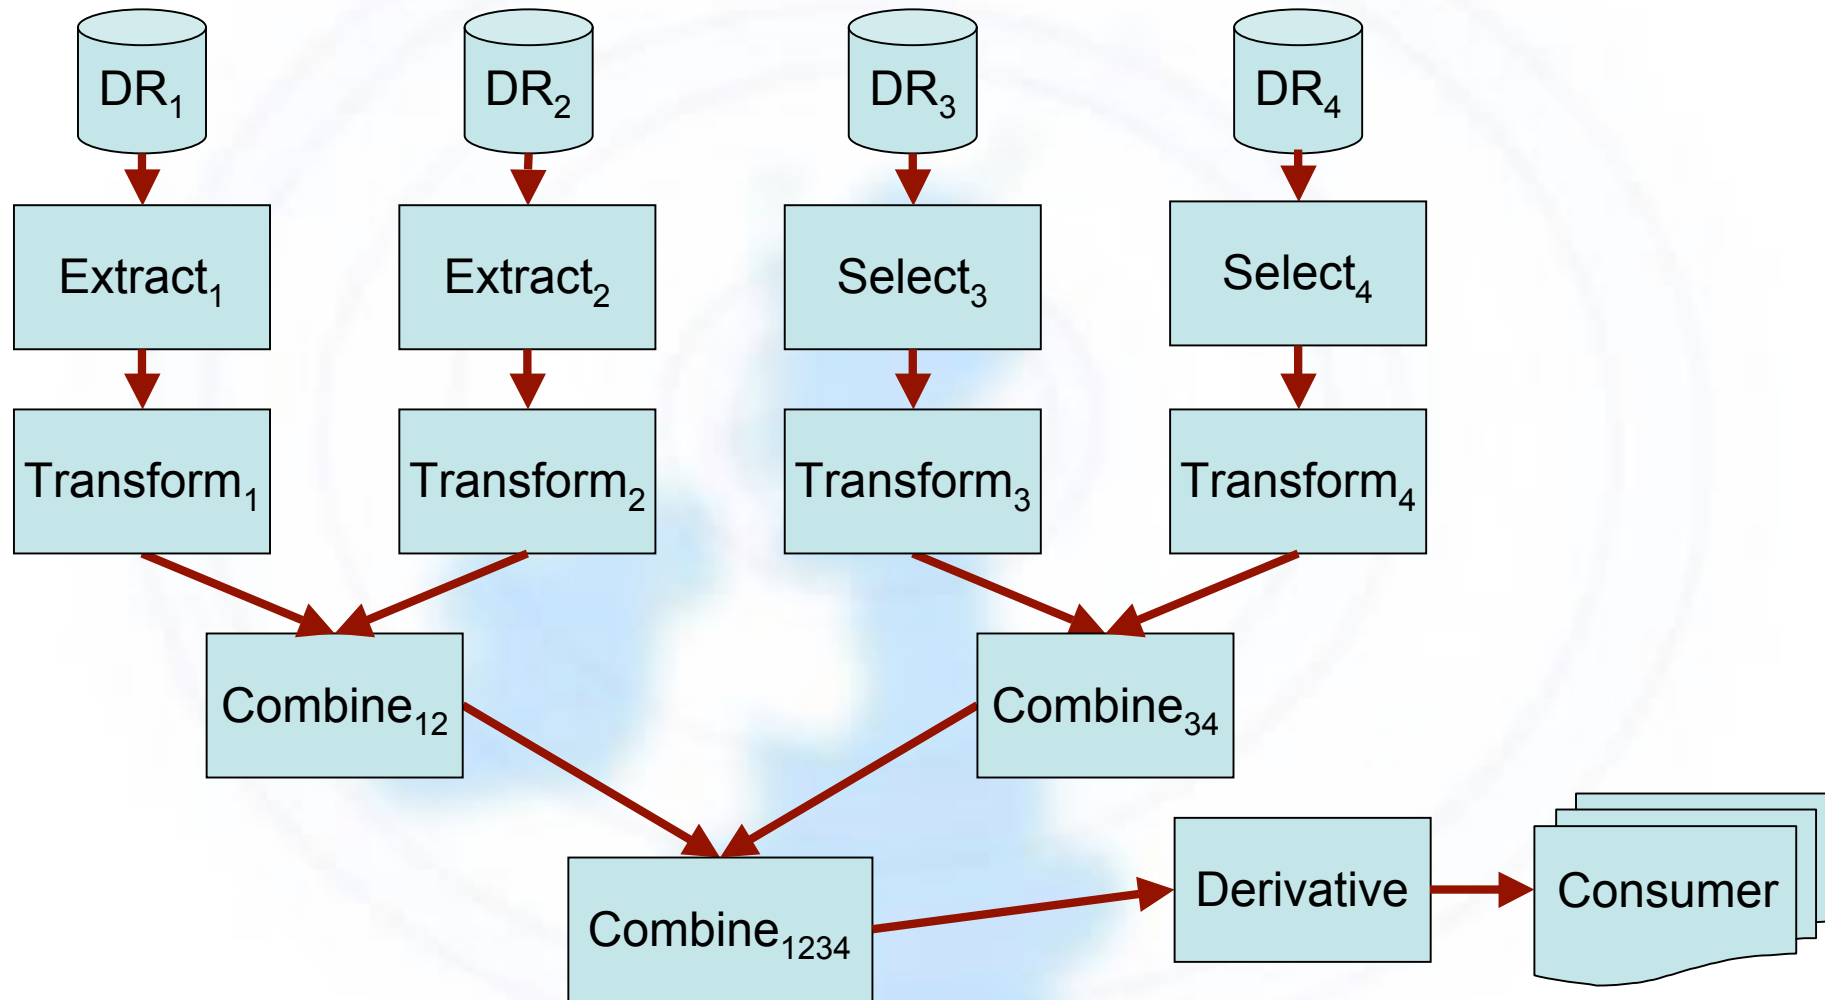 DR₁
DR₂
DR₃
DR₄
Extract₁
Extract₂
Select₃
Select₄
Transform₁
Transform₂
Transform₃
Transform₄
Combine₁₂
Combine₃₄
Combine₁₂₃₄
Derivative
Consumer